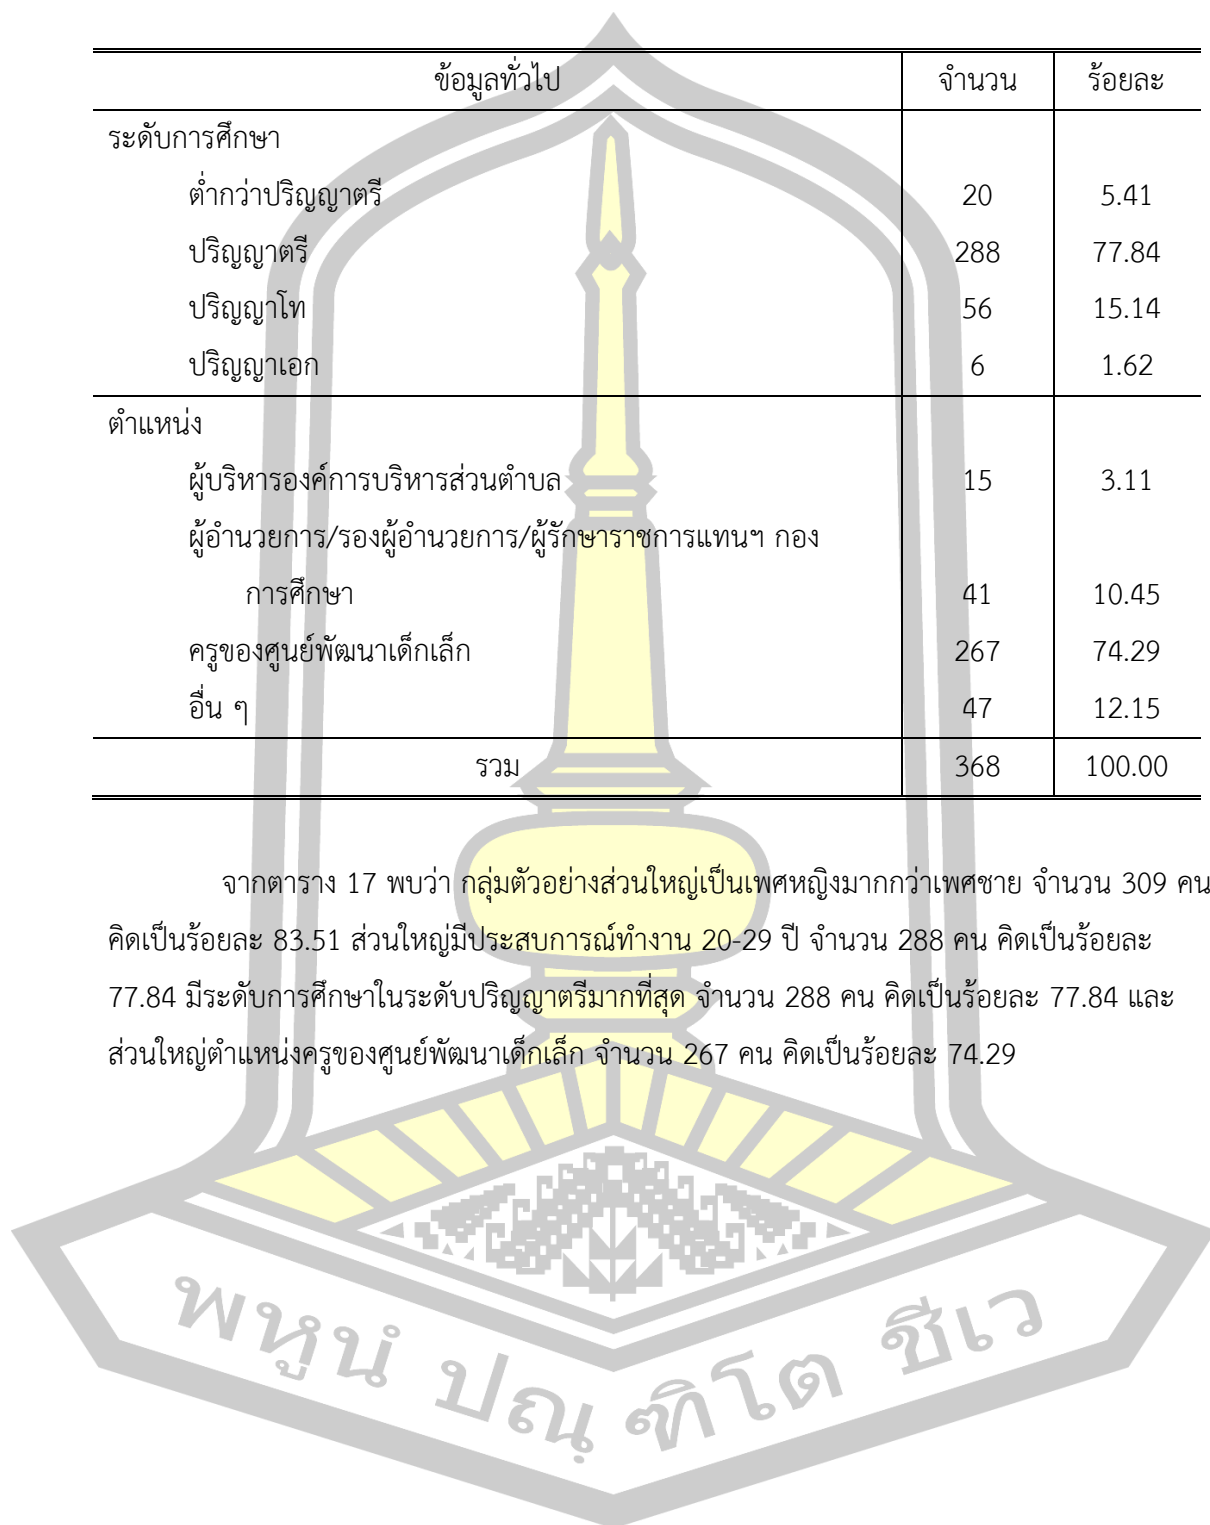 ข้อมูลทั่วไป จำนวน ร้อยละ
ระดับการศึกษา
ต่ำกว่าปริญญาตรี 20 5.41
ปริญญาตรี 288 77.84
ปริญญาโท 56 15.14
ปริญญาเอก 6 1.62
ตำแหน่ง
ผู้บริหารองค์การบริหารส่วนตำบล 15 3.11
ผู้อำนวยการ/รองผู้อำนวยการ/ผู้รักษาราชการแทนฯ กอง
การศึกษา 41 10.45
ครูของศูนย์พัฒนาเด็กเล็ก 267 74.29
อื่น ๆ 47 12.15
รวม 368 100.00
จากตาราง 17 พบว่า กลุ่มตัวอย่างส่วนใหญ่เป็นเพศหญิงมากกว่าเพศชาย จำนวน 309 คน
คิดเป็นร้อยละ 83.51 ส่วนใหญ่มีประสบการณ์ทำงาน 20-29 ปี จำนวน 288 คน คิดเป็นร้อยละ
77.84 มีระดับการศึกษาในระดับปริญญาตรีมากที่สุด จำนวน 288 คน คิดเป็นร้อยละ 77.84 และ
ส่วนใหญ่ตำแหน่งครูของศูนย์พัฒนาเด็กเล็ก จำนวน 267 คน คิดเป็นร้อยละ 74.29
พหูนํ ปณฺฑิโต ชีเว